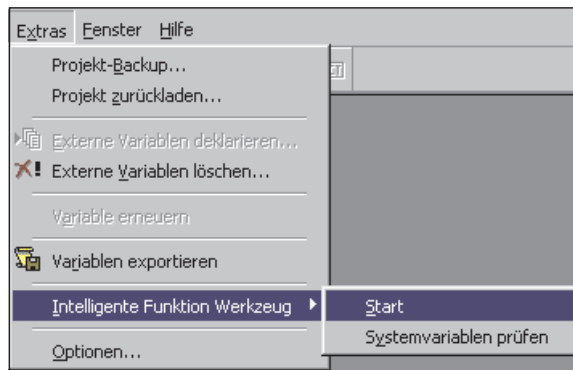 Extras Fenster Hilfe
Projekt-Backup...
Projekt zurückladen...
Externe Variablen deklarieren...
Externe Variablen löschen...
Variable erneuern
Variablen exportieren
Intelligente Funktion Werkzeug
Start
Systemvariablen prüfen
Optionen...